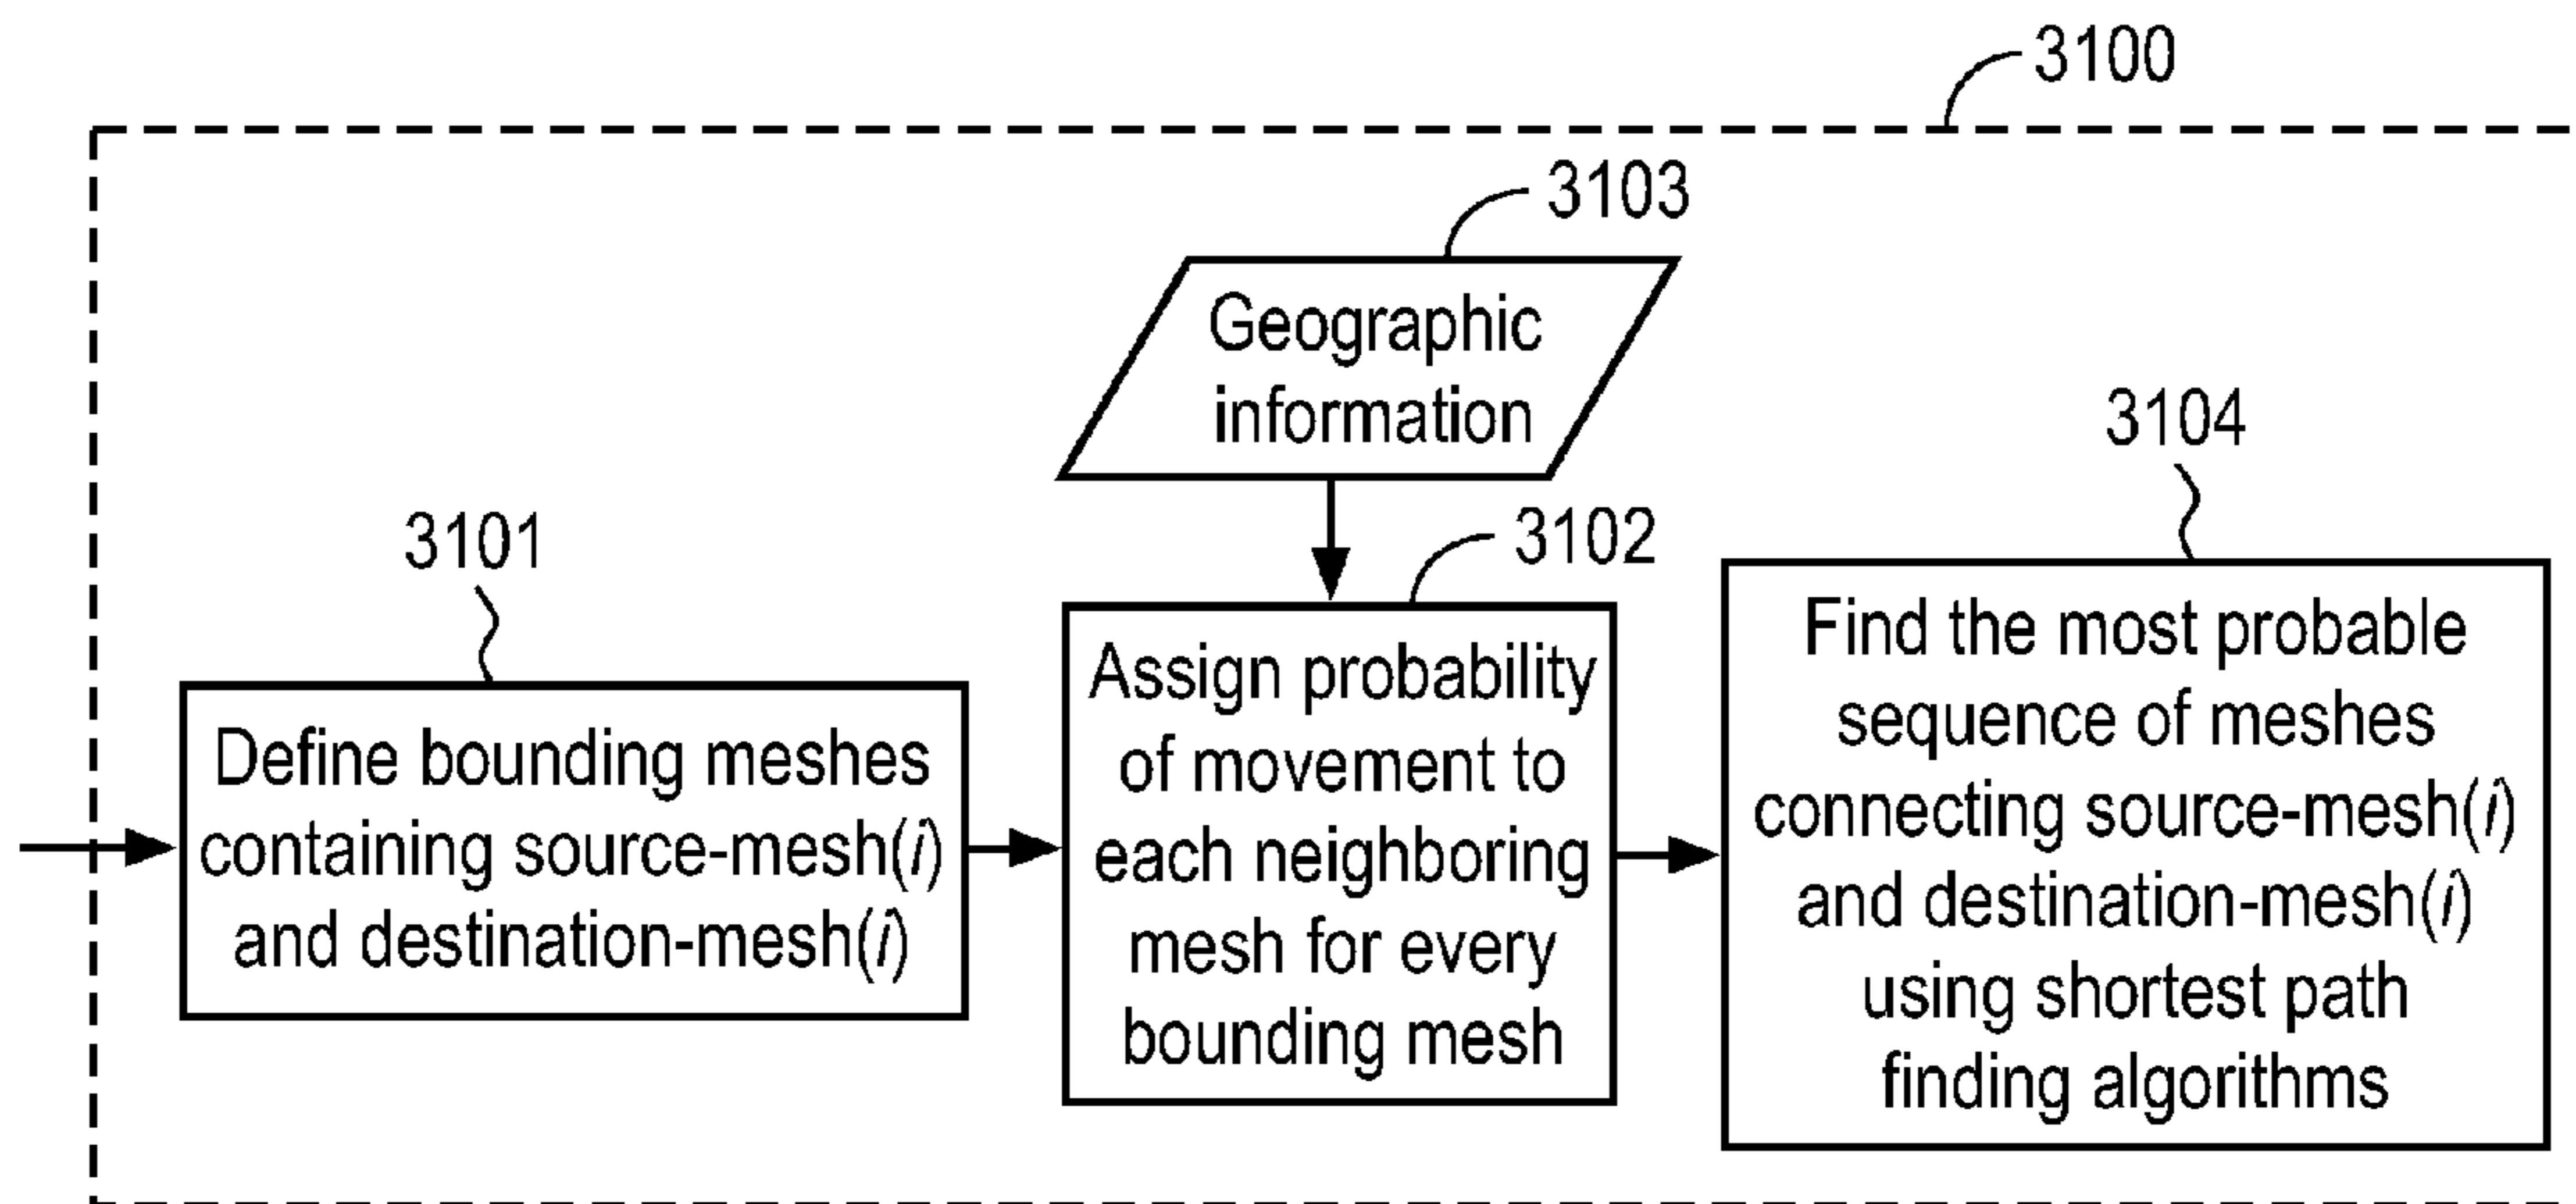 3100
3103
Geographic
information
3101
Define bounding meshes
containing source-mesh(i)
and destination-mesh(i)
3102
Assign probability
of movement to
each neighboring
mesh for every
bounding mesh
3104
Find the most probable
sequence of meshes
connecting source-mesh(i)
and destination-mesh(i)
using shortest path
finding algorithms